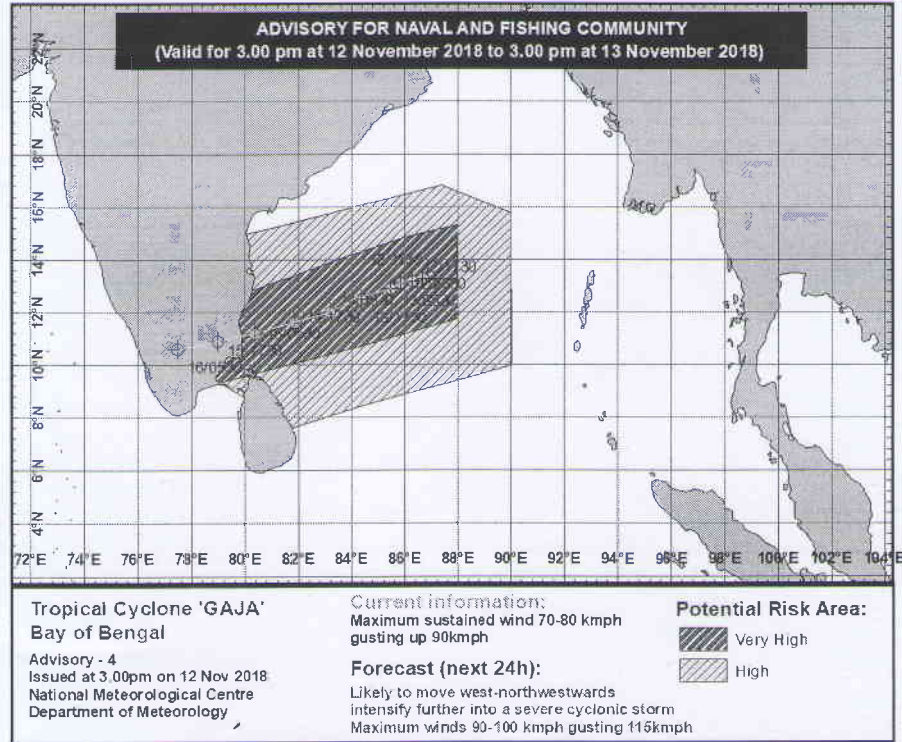 ADVISORY FOR NAVAL AND FISHING COMMUNITY
(Valid for 3.00 pm at 12 November 2018 to 3.00 pm at 13 November 2018)
22°N
20°N
18°N
16°N
14°N
12°N
10°N
8°N
6°N
4°N
72°E 74°E 76°E 78°E 80°E 82°E 84°E 86°E 88°E 90°E 92°E 94°E 96°E 98°E 100°E 102°E 104°E
Tropical Cyclone 'GAJA'
Bay of Bengal
Advisory - 4
Issued at 3.00pm on 12 Nov 2018
National Meteorological Centre
Department of Meteorology
Current information:
Maximum sustained wind 70-80 kmph
gusting up 90kmph
Forecast (next 24h):
Likely to move west-northwestwards
intensify further into a severe cyclonic storm
Maximum winds 90-100 kmph gusting 115kmph
Potential Risk Area:
Very High
High